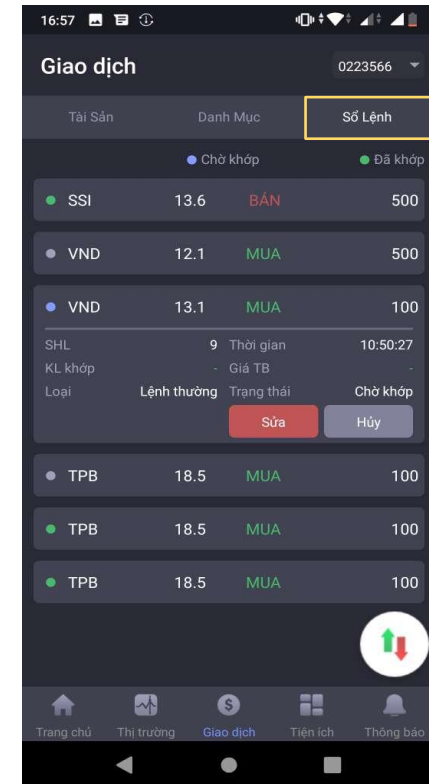 16:57
Giao dịch
0223566
Tài Sản Danh Mục Sổ Lệnh
Chờ khớp Đã khớp
SSI 13.6 BÁN 500
VND 12.1 MUA 500
VND 13.1 MUA 100
SHL 9 Thời gian 10:50:27
KL khớp - Giá TB -
Loại Lệnh thường Trạng thái Chờ khớp
Sửa Hủy
TPB 18.5 MUA 100
TPB 18.5 MUA 100
TPB 18.5 MUA 100
Trang chủ Thị trường Giao dịch Tiện ích Thông báo